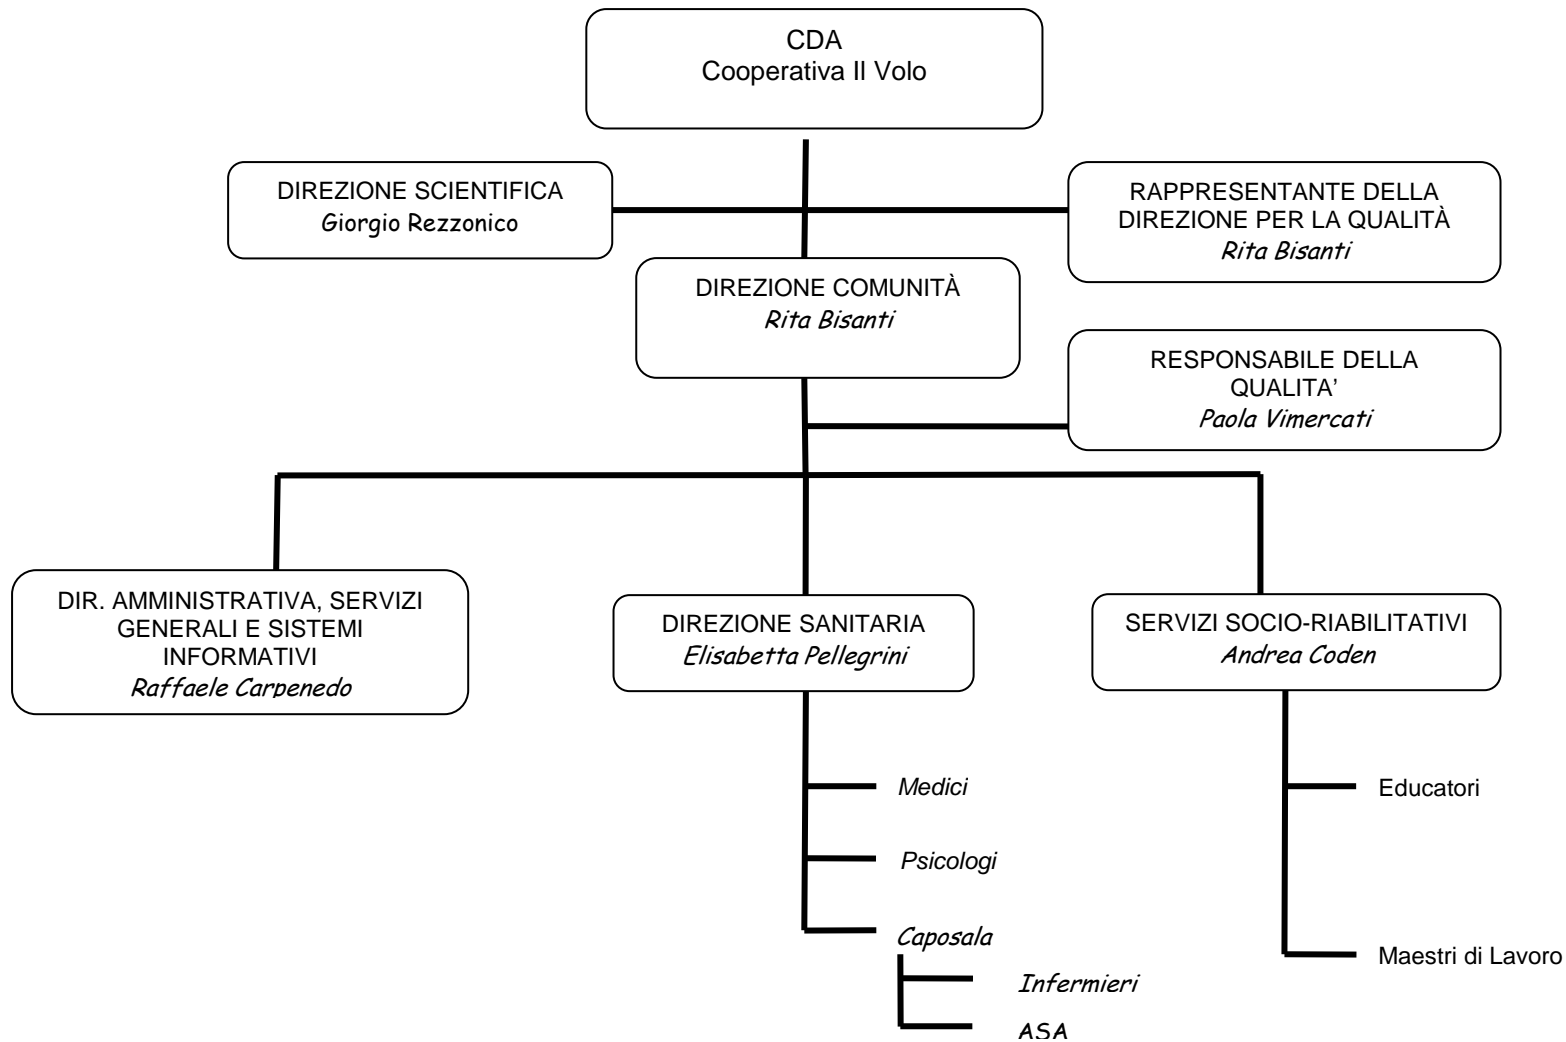 CDA
Cooperativa Il Volo
DIREZIONE SCIENTIFICA
Giorgio Rezzonico
RAPPRESENTANTE DELLA
DIREZIONE PER LA QUALITÀ
Rita Bisanti
DIREZIONE COMUNITÀ
Rita Bisanti
RESPONSABILE DELLA
QUALITA’
Paola Vimercati
DIR. AMMINISTRATIVA, SERVIZI
GENERALI E SISTEMI
INFORMATIVI
Raffaele Carpenedo
DIREZIONE SANITARIA
Elisabetta Pellegrini
SERVIZI SOCIO-RIABILITATIVI
Andrea Coden
Medici
Psicologi
Caposala
Infermieri
ASA
Educatori
Maestri di Lavoro